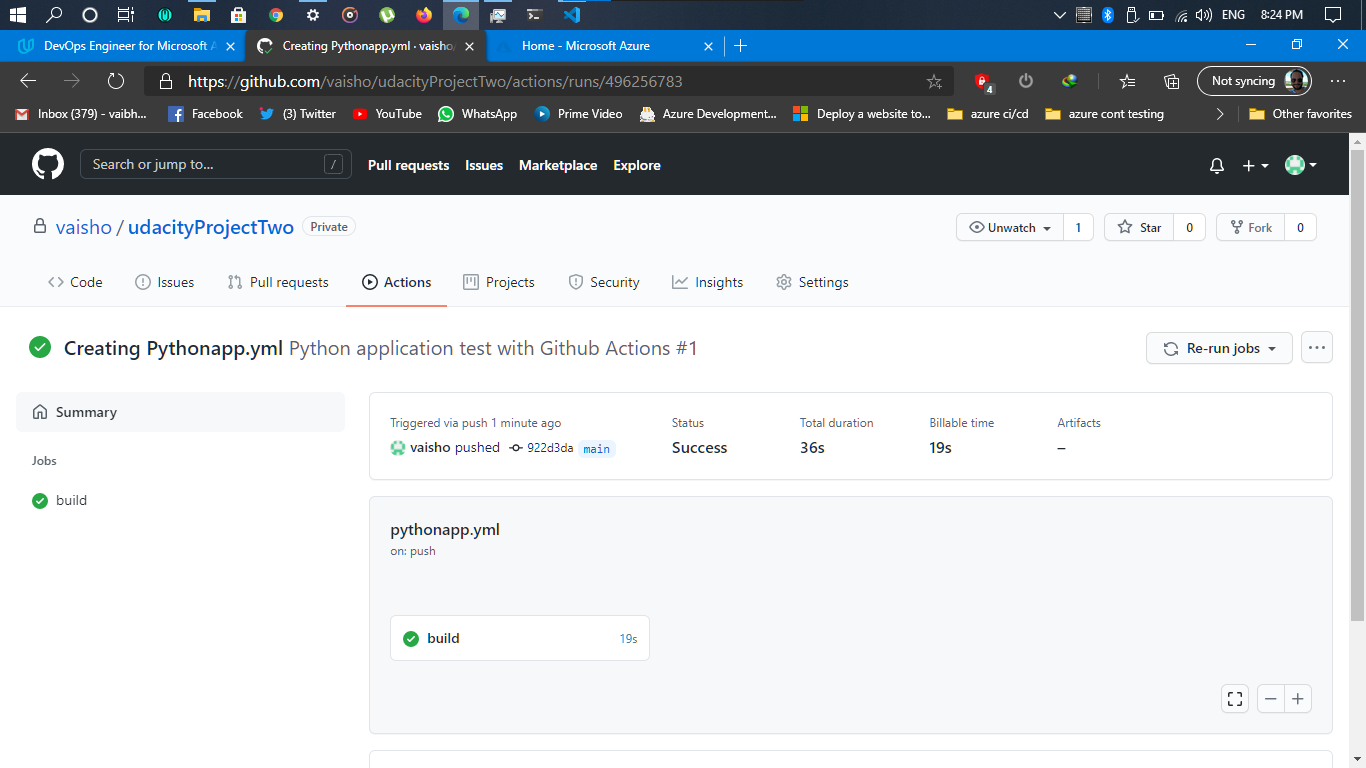 ENG 8:24 PM
DevOps Engineer for Microsoft A
Creating Pythonapp.yml · vaisho/
Home - Microsoft Azure
https://github.com/vaisho/udacityProjectTwo/actions/runs/496256783
4
Not syncing
Inbox (379) - vaibh... Facebook (3) Twitter YouTube WhatsApp Prime Video Azure Development... Deploy a website to... azure ci/cd azure cont testing Other favorites
Search or jump to... / Pull requests Issues Marketplace Explore
vaisho / udacityProjectTwo Private Unwatch 1 Star 0 Fork 0
Code Issues Pull requests Actions Projects Security Insights Settings
Creating Pythonapp.yml Python application test with Github Actions #1 Re-run jobs
Summary
Jobs
build
Triggered via push 1 minute ago Status Total duration Billable time Artifacts
vaisho pushed 922d3da main Success 36s 19s –
pythonapp.yml
on: push
build 19s